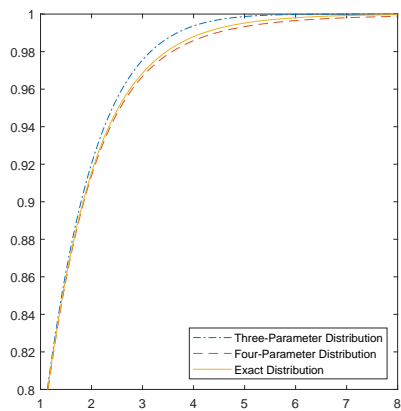 1
0.98
0.96
0.94
0.92
0.9
0.88
0.86
0.84
0.82
0.8
1 2 3 4 5 6 7 8
Three-Parameter Distribution
Four-Parameter Distribution
Exact Distribution